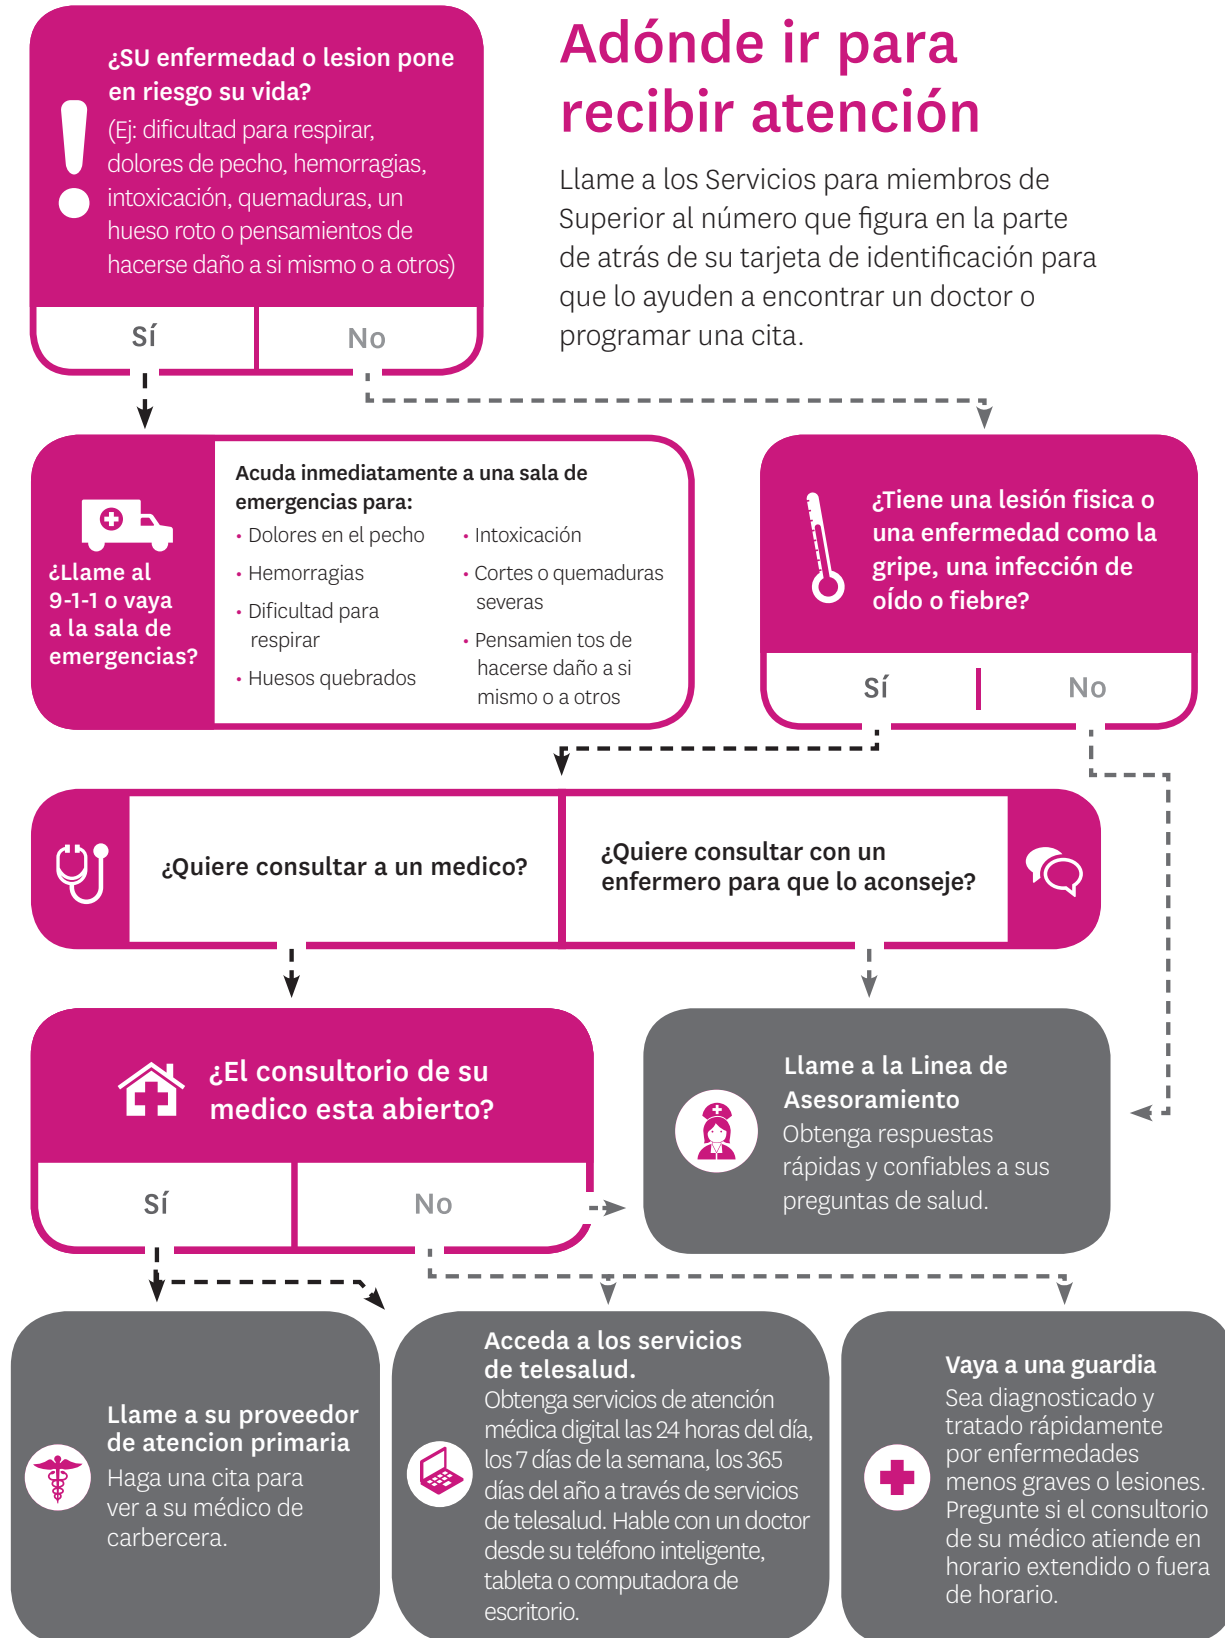 ¿SU enfermedad o lesion pone
en riesgo su vida?
(Ej: dificultad para respirar,
dolores de pecho, hemorragias,
intoxicación, quemaduras, un
hueso roto o pensamientos de
hacerse daño a si mismo o a otros)
Sí
No
Adónde ir para
recibir atención
Llame a los Servicios para miembros de
Superior al número que figura en la parte
de atrás de su tarjeta de identificación para
que lo ayuden a encontrar un doctor o
programar una cita.
¿Llame al
9-1-1 o vaya
a la sala de
emergencias?
Acuda inmediatamente a una sala de
emergencias para:
• Dolores en el pecho
• Hemorragias
• Dificultad para
respirar
• Huesos quebrados
• Intoxicación
• Cortes o quemaduras
severas
• Pensamien tos de
hacerse daño a si
mismo o a otros
¿Tiene una lesión fisica o
una enfermedad como la
gripe, una infección de
oÍdo o fiebre?
Sí
No
¿Quiere consultar a un medico?
¿Quiere consultar con un
enfermero para que lo aconseje?
¿El consultorio de su
medico esta abierto?
Sí
No
Llame a la Linea de
Asesoramiento
Obtenga respuestas
rápidas y confiables a sus
preguntas de salud.
Llame a su proveedor
de atencion primaria
Haga una cita para
ver a su médico de
carbercera.
Acceda a los servicios
de telesalud.
Obtenga servicios de atención
médica digital las 24 horas del día,
los 7 días de la semana, los 365
días del año a través de servicios
de telesalud. Hable con un doctor
desde su teléfono inteligente,
tableta o computadora de
escritorio.
Vaya a una guardia
Sea diagnosticado y
tratado rápidamente
por enfermedades
menos graves o lesiones.
Pregunte si el consultorio
de su médico atiende en
horario extendido o fuera
de horario.